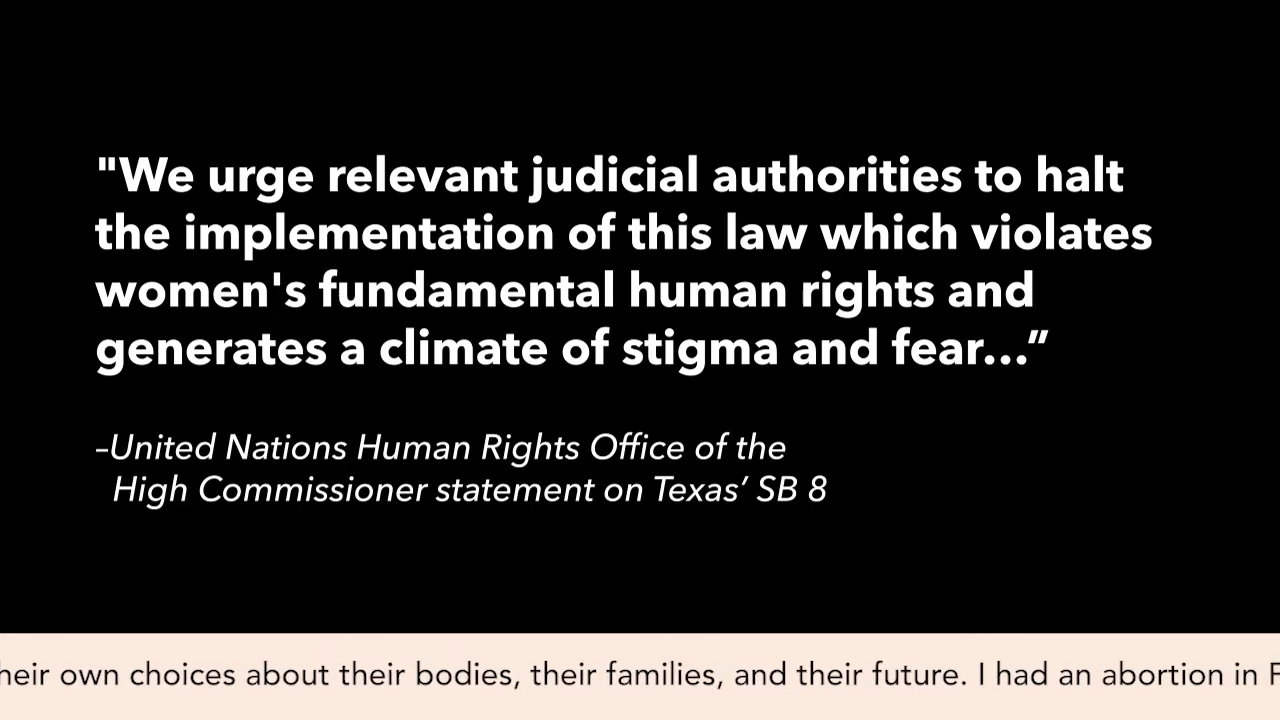 "We urge relevant judicial authorities to halt
the implementation of this law which violates
women's fundamental human rights and
generates a climate of stigma and fear...”
–United Nations Human Rights Office of the
High Commissioner statement on Texas’ SB 8
own choices about their bodies, their families, and their future. I had an abortion in